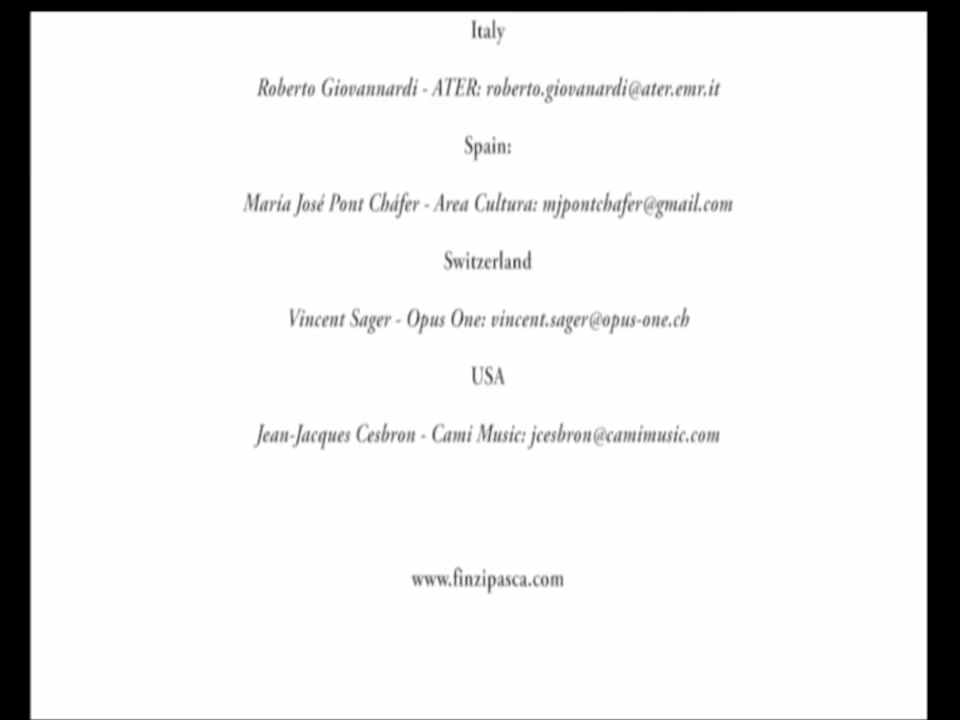 Italy
Roberto Giovannardi - ATER: roberto.giovanardi@ater.emr.it
Spain:
María José Pont Cháfer - Area Cultura: mjpontchafer@gmail.com
Switzerland
Vincent Sager - Opus One: vincent.sager@opus-one.ch
USA
Jean-Jacques Cesbron - Cami Music: jcesbron@camimusic.com
www.finzipasca.com